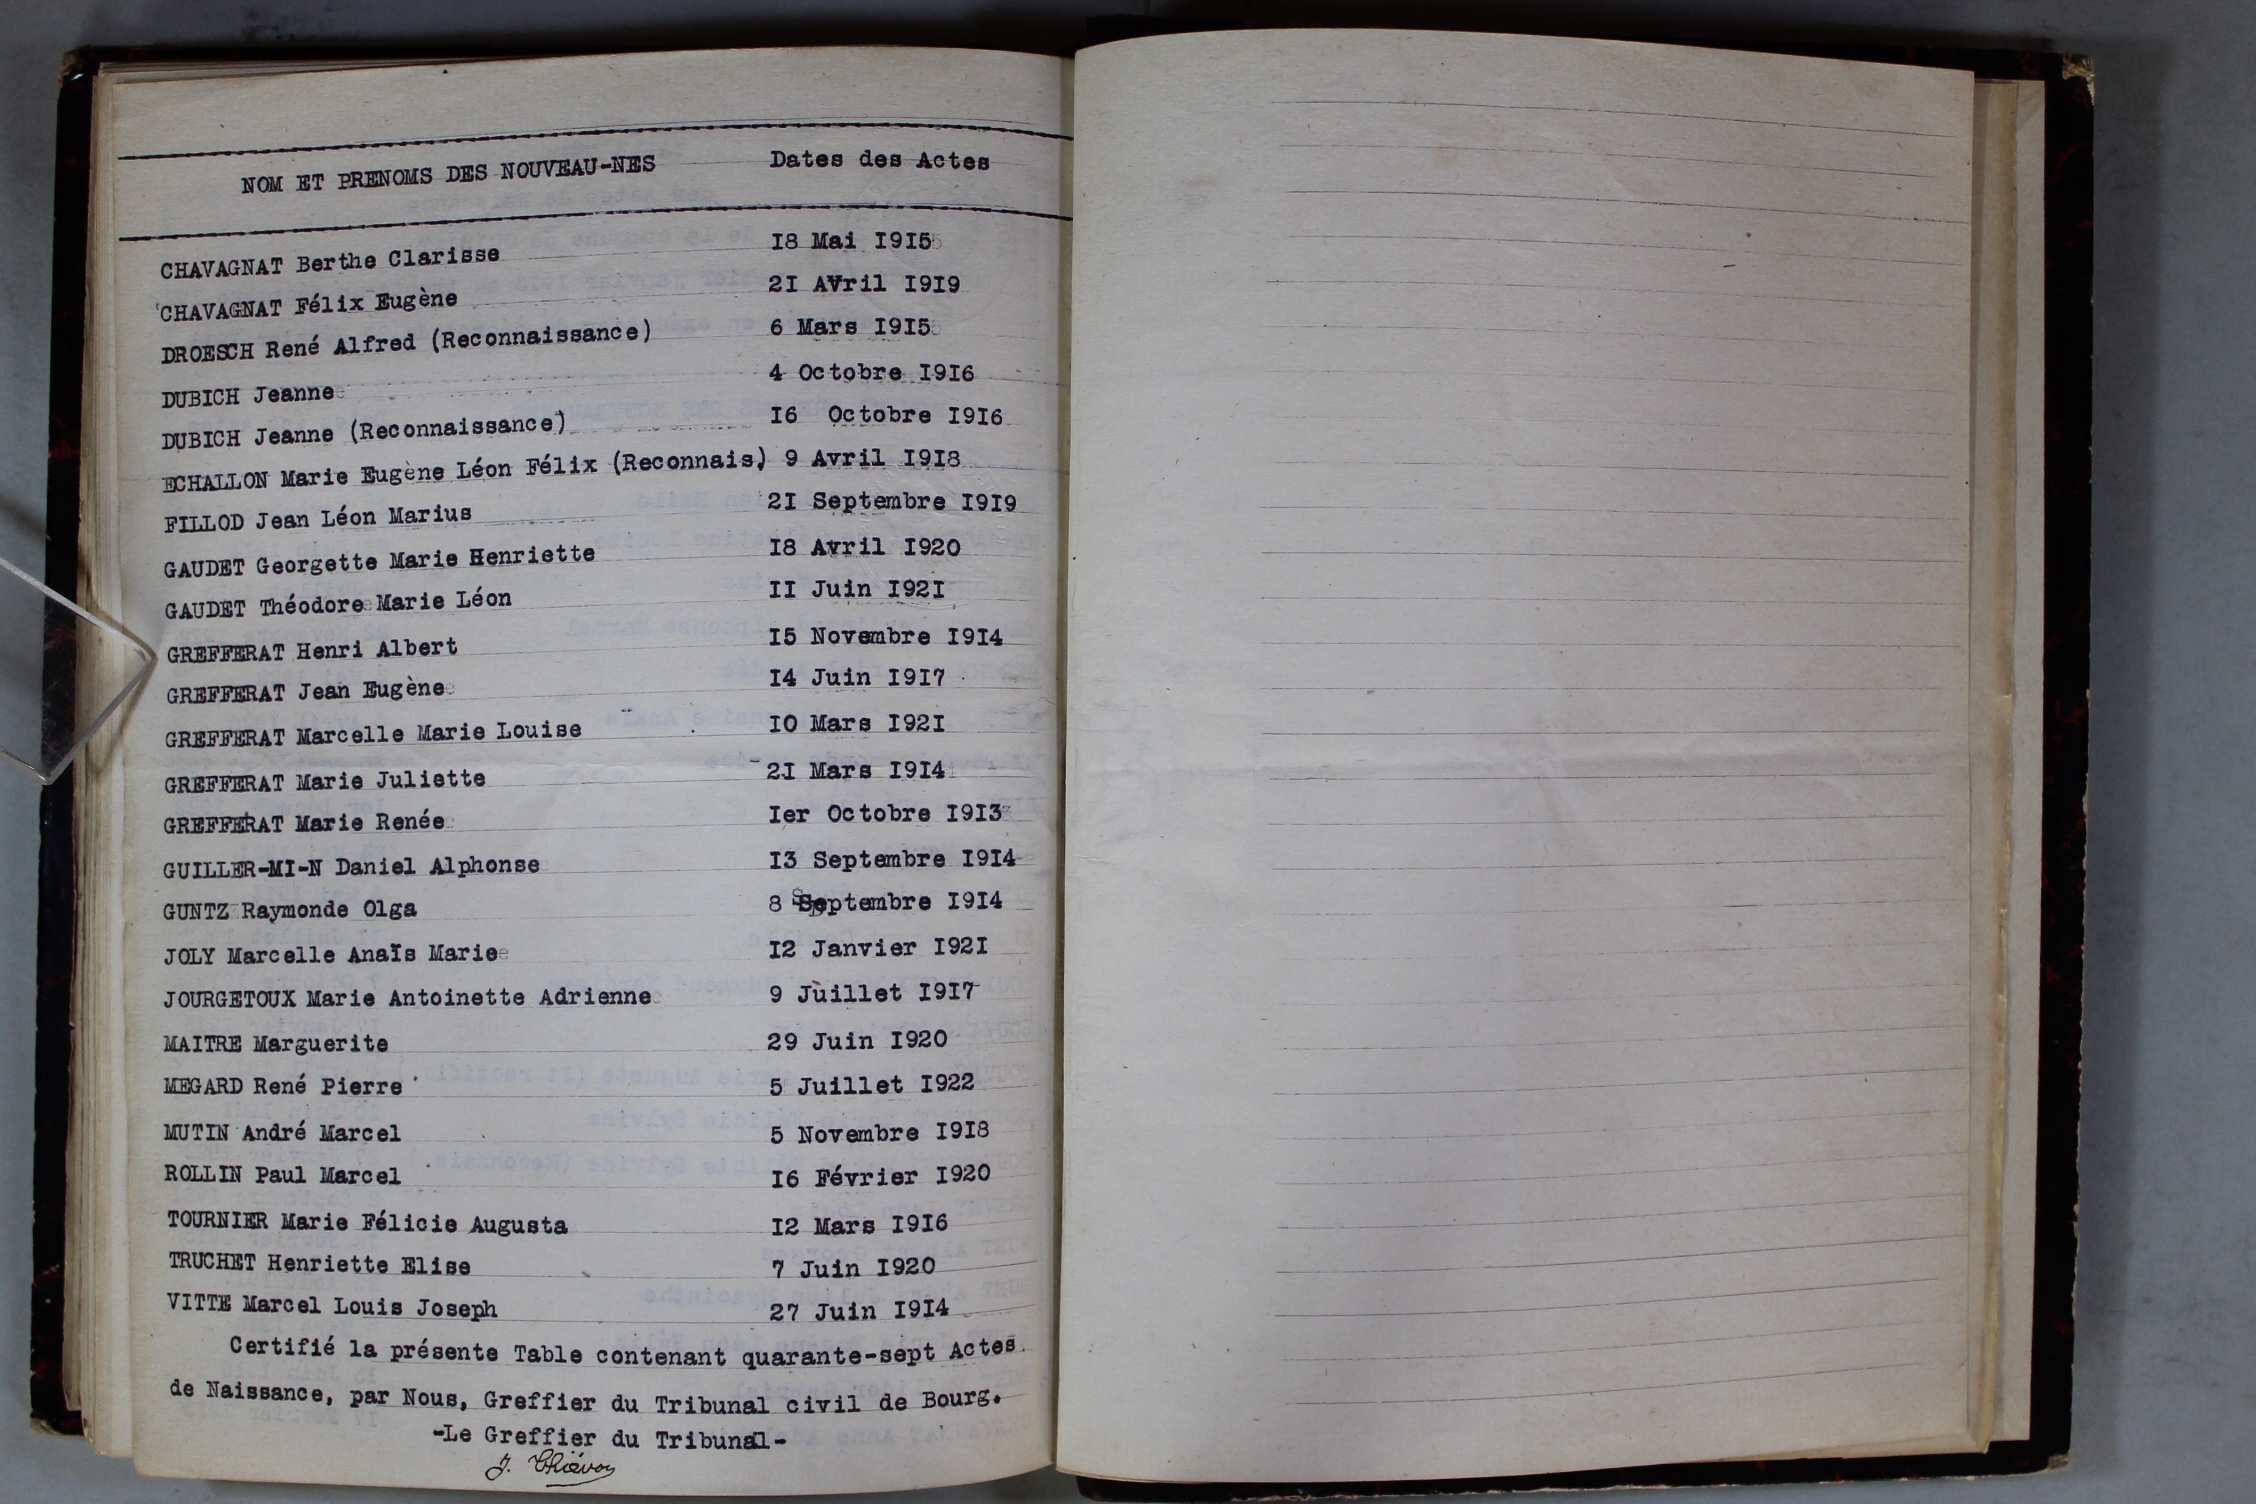 NOM ET PRENOMS DES NOUVEAU-NES Dates des Actes
CHAVAGNAT Berthe Clarisse 18 Mai 1915
CHAVAGNAT Félix Eugène 21 AVril 1919
DROESCH René Alfred (Reconnaissance) 6 Mars 1915
DUBICH Jeanne 4 Octobre 1916
DUBICH Jeanne (Reconnaissance) 16 Octobre 1916
ECHALLON Marie Eugène Léon Félix (Reconnais.) 9 Avril 1918
FILLOD Jean Léon Marius 21 Septembre 1919
GAUDET Georgette Marie Henriette 18 Avril 1920
GAUDET Théodore Marie Léon 11 Juin 1921
GREFFERAT Henri Albert 15 Novembre 1914
GREFFERAT Jean Eugène 14 Juin 1917
GREFFERAT Marcelle Marie Louise 10 Mars 1921
GREFFERAT Marie Juliette 21 Mars 1914
GREFFERAT Marie Renée 1er Octobre 1913
GUILLER-MI-N Daniel Alphonse 13 Septembre 1914
GUNTZ Raymonde Olga 8 Septembre 1914
JOLY Marcelle Anaïs Marie 12 Janvier 1921
JOURGETOUX Marie Antoinette Adrienne 9 Juillet 1917
MAITRE Marguerite 29 Juin 1920
MEGARD René Pierre 5 Juillet 1922
MUTIN André Marcel 5 Novembre 1918
ROLLIN Paul Marcel 16 Février 1920
TOURNIER Marie Félicie Augusta 12 Mars 1916
TRUCHET Henriette Elise 7 Juin 1920
VITTE Marcel Louis Joseph 27 Juin 1914
Certifié la présente Table contenant quarante-sept Actes
de Naissance, par Nous, Greffier du Tribunal civil de Bourg.
-Le Greffier du Tribunal-